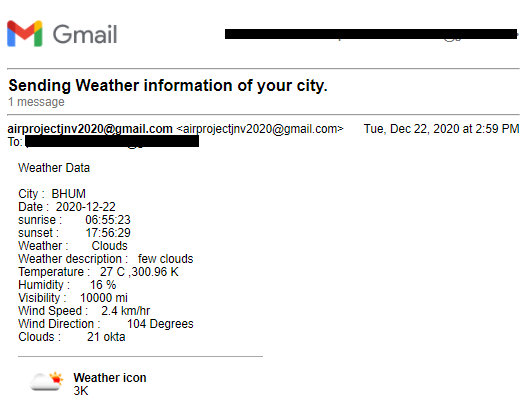 Gmail
Sending Weather information of your city.
1 message
airprojectjnv2020@gmail.com <airprojectjnv2020@gmail.com> Tue, Dec 22, 2020 at 2:59 PM
To:
Weather Data
City : BHUM
Date : 2020-12-22
sunrise : 06:55:23
sunset : 17:56:29
Weather : Clouds
Weather description : few clouds
Temperature : 27 C ,300.96 K
Humidity : 16 %
Visibility : 10000 mi
Wind Speed : 2.4 km/hr
Wind Direction : 104 Degrees
Clouds : 21 okta
Weather icon
3K